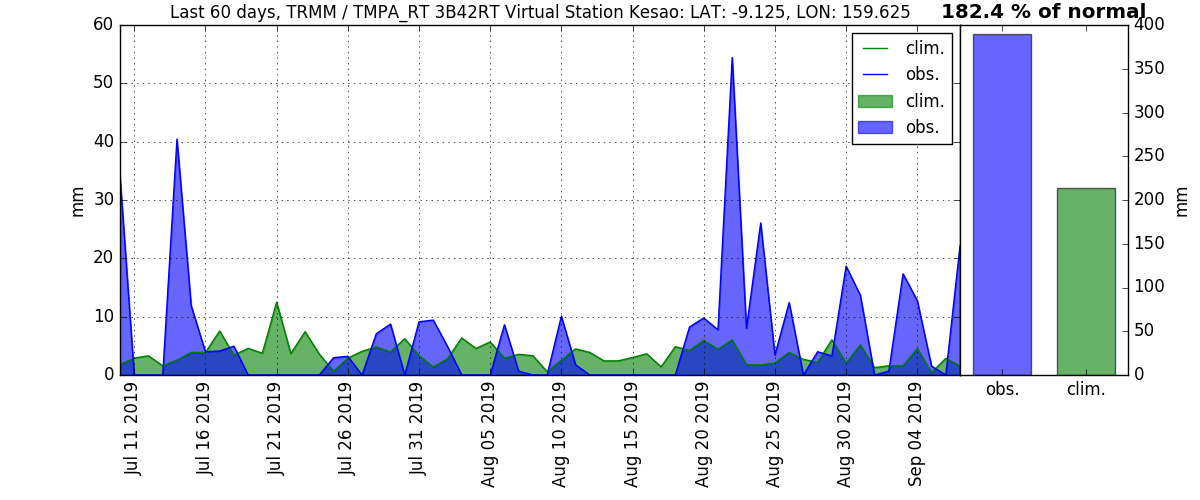 Last 60 days, TRMM / TMPA_RT 3B42RT Virtual Station Kesao: LAT: -9.125, LON: 159.625
182.4 % of normal
60
50
40
30
20
10
0
mm
clim.
obs.
clim.
obs.
400
350
300
250
200
150
100
50
0
mm
Jul 11 2019
Jul 16 2019
Jul 21 2019
Jul 26 2019
Jul 31 2019
Aug 05 2019
Aug 10 2019
Aug 15 2019
Aug 20 2019
Aug 25 2019
Aug 30 2019
Sep 04 2019
obs.
clim.